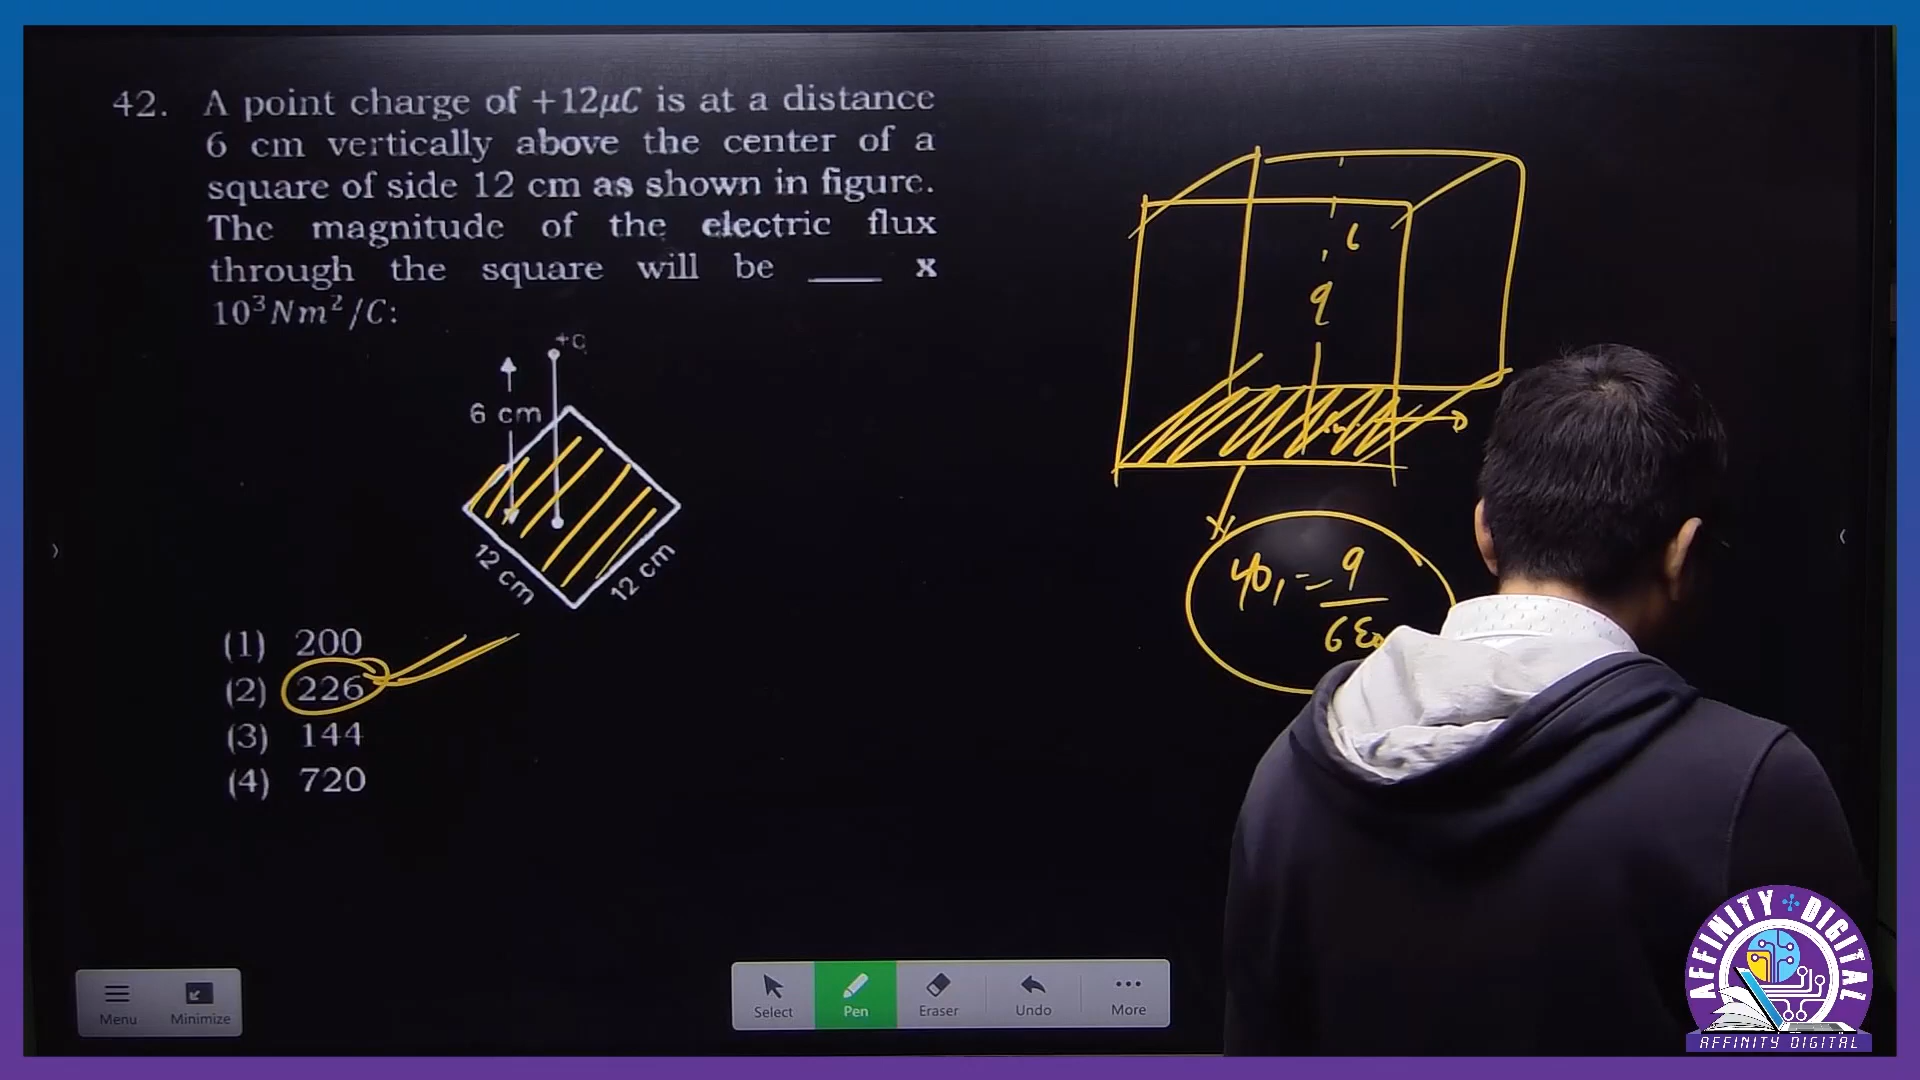 42. A point charge of +12μC is at a distance
6 cm vertically above the center of a
square of side 12 cm as shown in figure.
The magnitude of the electric flux
through the square will be ____ x
10³Nm²/C:
+q
6 cm
12 cm
12 cm
(1) 200
(2) 226
(3) 144
(4) 720
6
q
q
6ε₀
Menu
Minimize
Select
Pen
Eraser
Undo
More
AFFINITY DIGITAL
AFFINITY DIGITAL